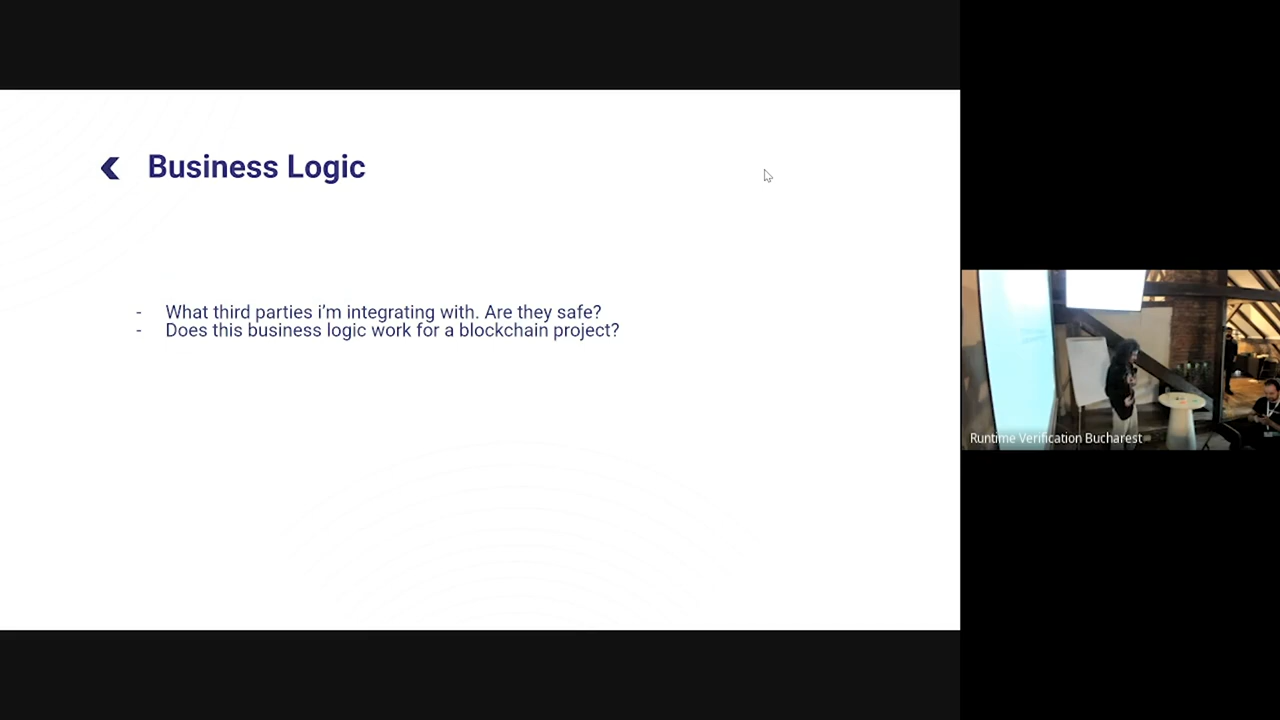 Business Logic
- What third parties i'm integrating with. Are they safe?
- Does this business logic work for a blockchain project?
Runtime Verification Bucharest